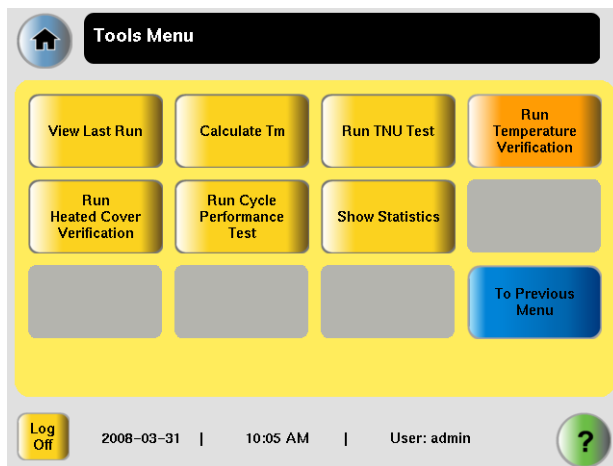 Tools Menu
View Last Run
Calculate Tm
Run TNU Test
Run
Temperature
Verification
Run
Heated Cover
Verification
Run Cycle
Performance
Test
Show Statistics
To Previous
Menu
Log
Off
2008-03-31 | 10:05 AM | User: admin
?